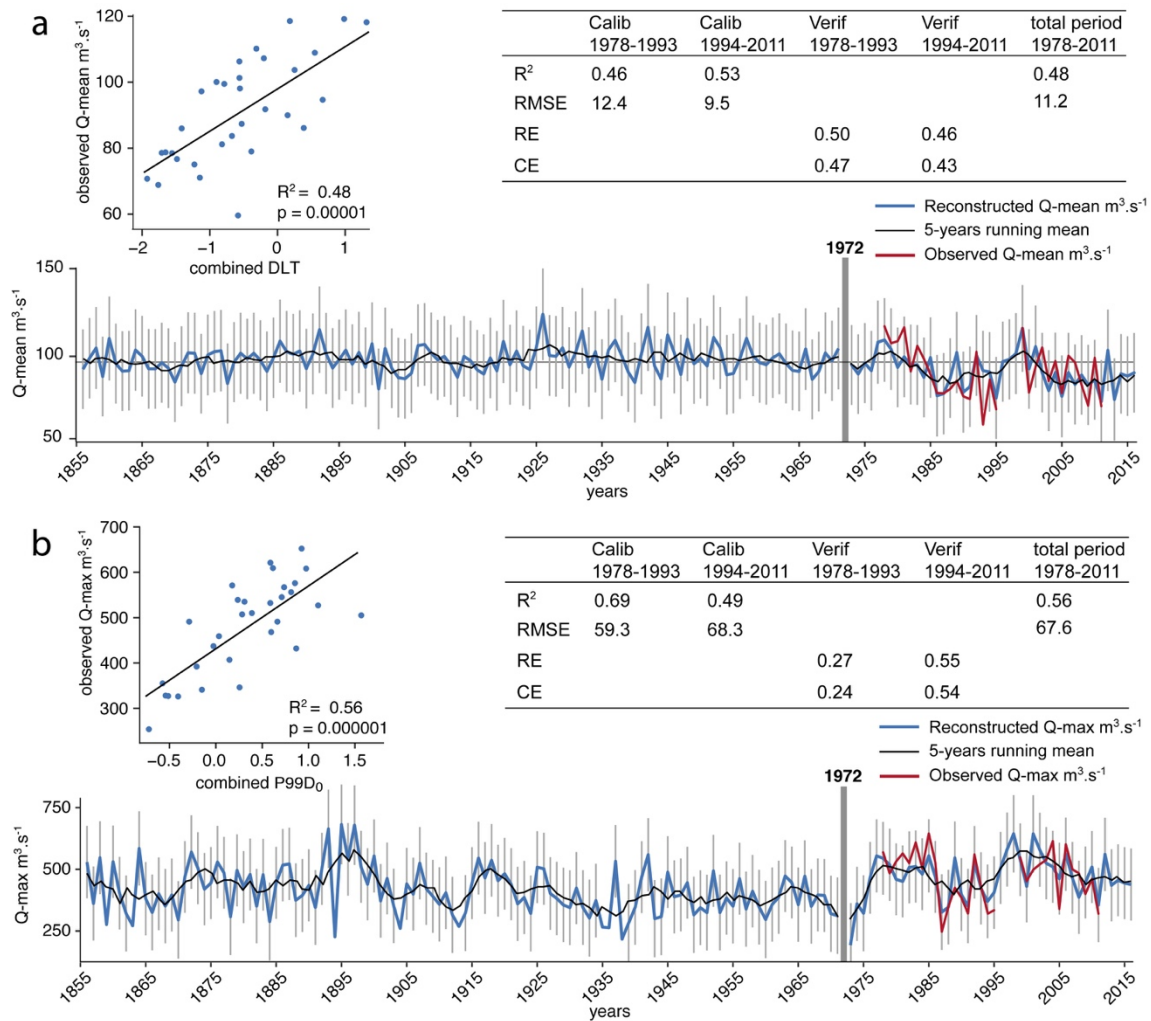 a
120
100
80
60
observed Q-mean m³.s⁻¹
R² = 0.48
p = 0.00001
−2 −1 0 1
combined DLT
Calib Calib Verif Verif total period
1978-1993 1994-2011 1978-1993 1994-2011 1978-2011
R² 0.46 0.53 0.48
RMSE 12.4 9.5 11.2
RE 0.50 0.46
CE 0.47 0.43
Reconstructed Q-mean m³.s⁻¹
5-years running mean
Observed Q-mean m³.s⁻¹
1972
150
100
50
Q-mean m³.s⁻¹
1855 1865 1875 1885 1895 1905 1915 1925 1935 1945 1955 1965 1975 1985 1995 2005 2015
years
b
700
600
500
400
300
observed Q-max m³.s⁻¹
R² = 0.56
p = 0.000001
−0.5 0.0 0.5 1.0 1.5
combined P99D₀
Calib Calib Verif Verif total period
1978-1993 1994-2011 1978-1993 1994-2011 1978-2011
R² 0.69 0.49 0.56
RMSE 59.3 68.3 67.6
RE 0.27 0.55
CE 0.24 0.54
Reconstructed Q-max m³.s⁻¹
5-years running mean
Observed Q-max m³.s⁻¹
1972
750
500
250
Q-max m³.s⁻¹
1855 1865 1875 1885 1895 1905 1915 1925 1935 1945 1955 1965 1975 1985 1995 2005 2015
years